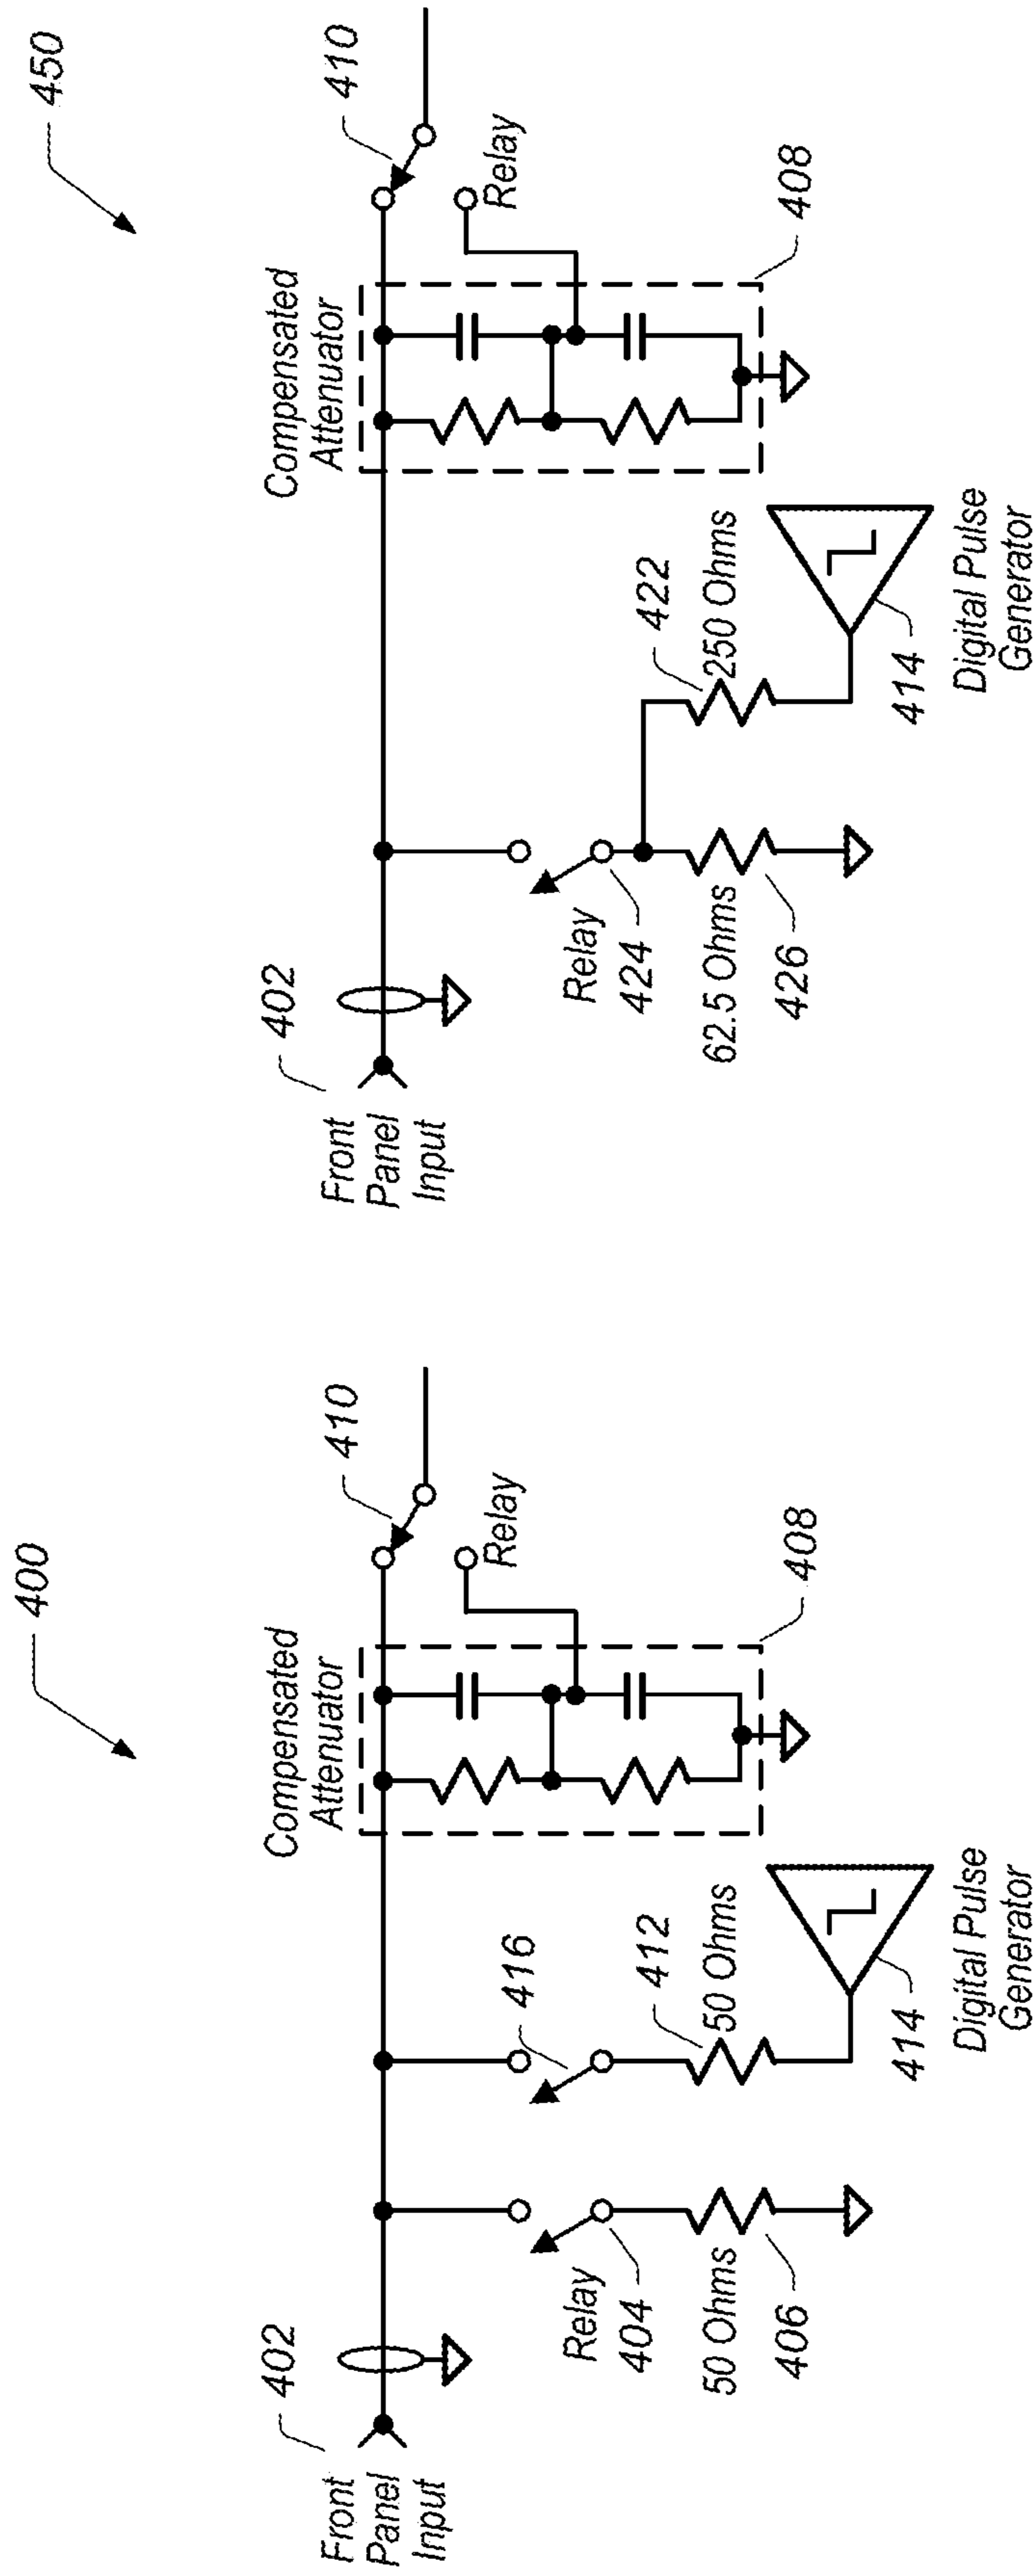 400
402
Front
Panel
Input
Relay
404
50 Ohms
406
416
412
50 Ohms
414
Digital Pulse
Generator
Compensated
Attenuator
408
410
Relay
450
402
Front
Panel
Input
Relay
424
62.5 Ohms
426
422
250 Ohms
414
Digital Pulse
Generator
Compensated
Attenuator
408
410
Relay